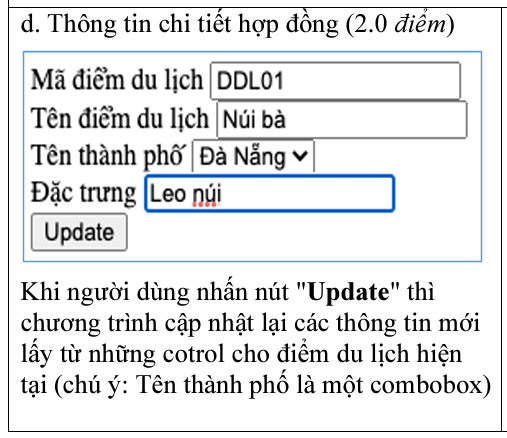 d. Thông tin chi tiết hợp đồng (2.0 điểm)
Mã điểm du lịch DDL01
Tên điểm du lịch Núi bà
Tên thành phố Đà Nẵng
Đặc trưng Leo núi
Update
Khi người dùng nhấn nút "Update" thì
chương trình cập nhật lại các thông tin mới
lấy từ những cotrol cho điểm du lịch hiện
tại (chú ý: Tên thành phố là một combobox)